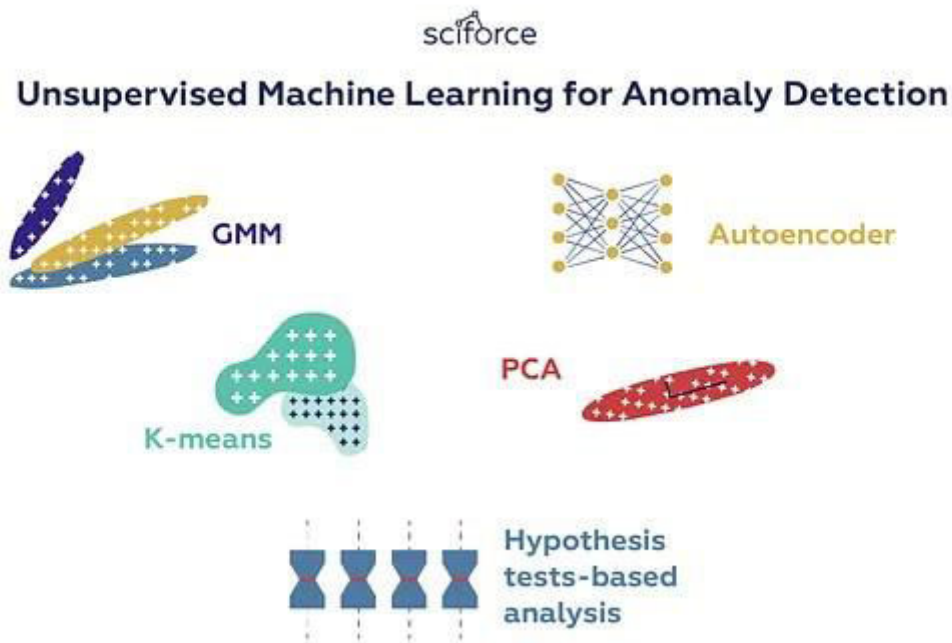 sciforce
Unsupervised Machine Learning for Anomaly Detection
GMM
Autoencoder
PCA
K-means
Hypothesis
tests-based
analysis